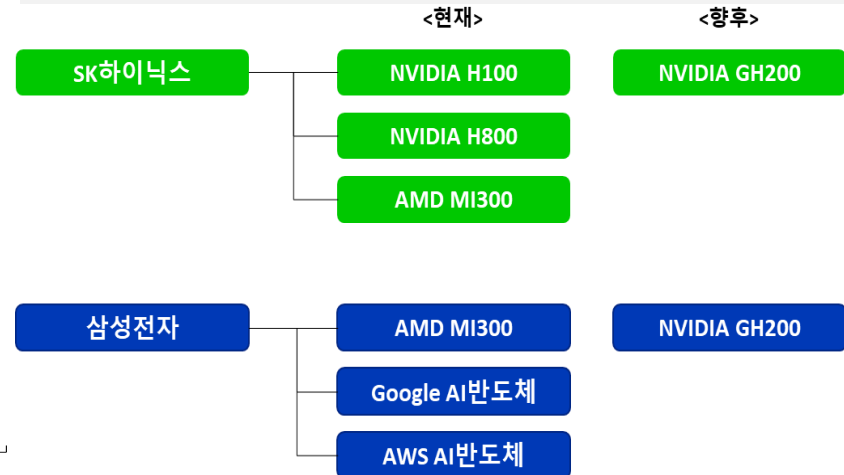 <현재> <향후>
SK하이닉스 NVIDIA H100 NVIDIA GH200
NVIDIA H800
AMD MI300
삼성전자 AMD MI300 NVIDIA GH200
Google AI반도체
AWS AI반도체